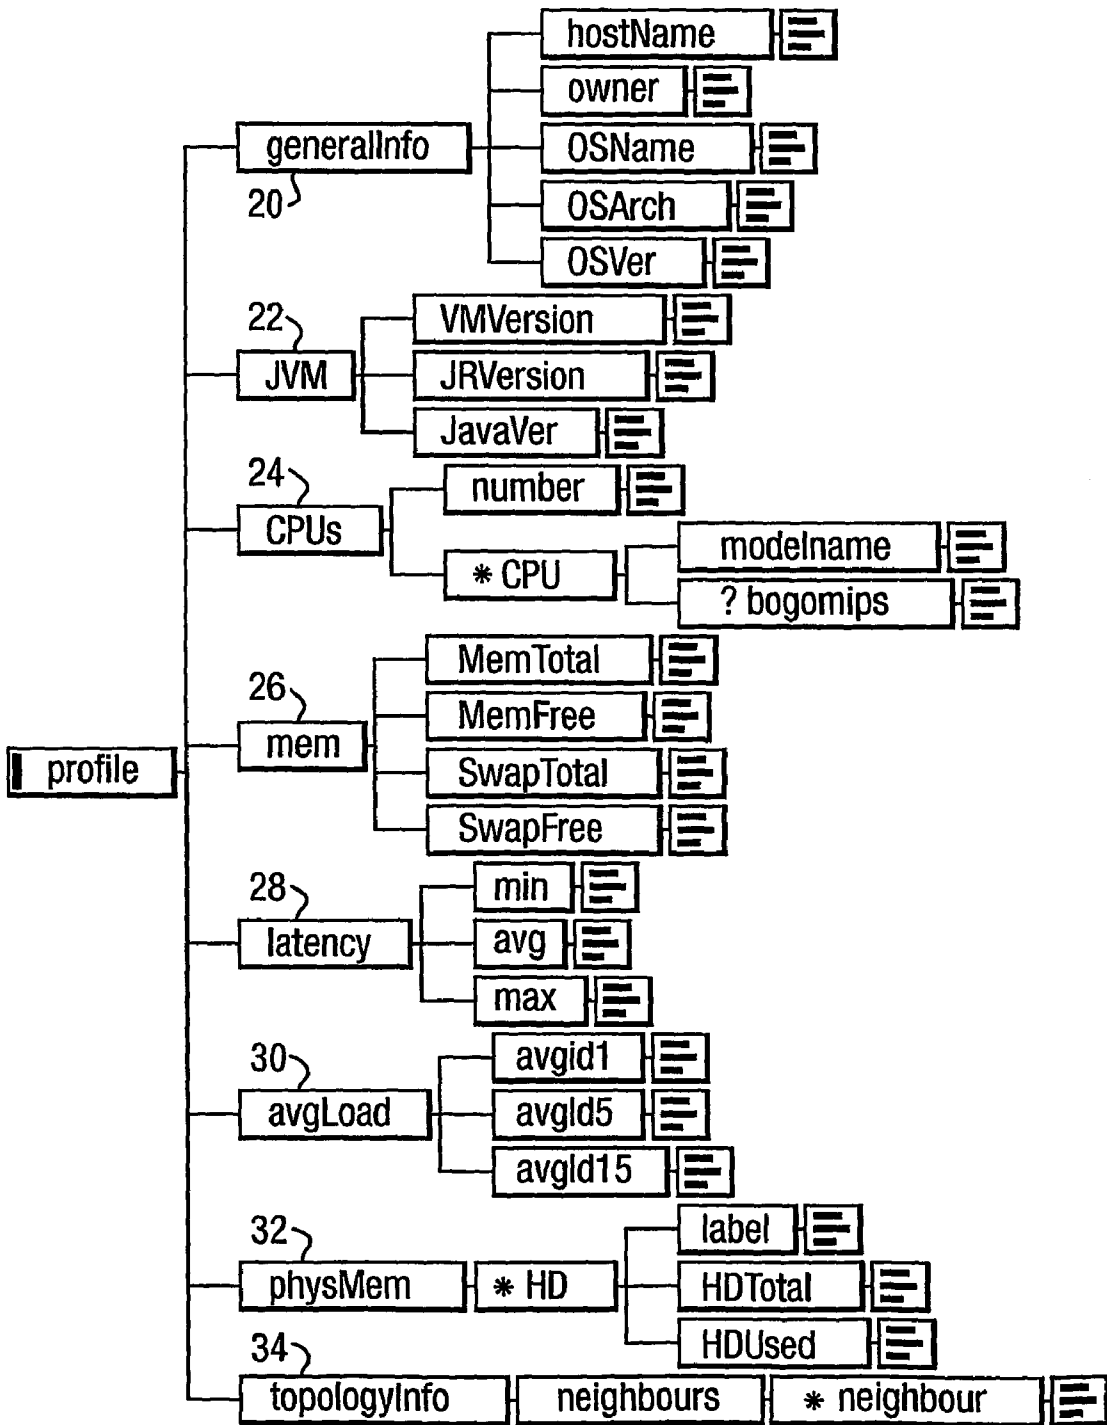 hostName
owner
generalInfo
OSName
20
OSArch
OSVer
22
VMVersion
JVM
JRVersion
JavaVer
24
number
CPUs
modelname
* CPU
? bogomips
MemTotal
26
MemFree
mem
profile
SwapTotal
SwapFree
28
min
latency
avg
max
30
avgid1
avgLoad
avgld5
avgld15
32
label
physMem
* HD
HDTotal
HDUsed
34
topologyInfo
neighbours
* neighbour